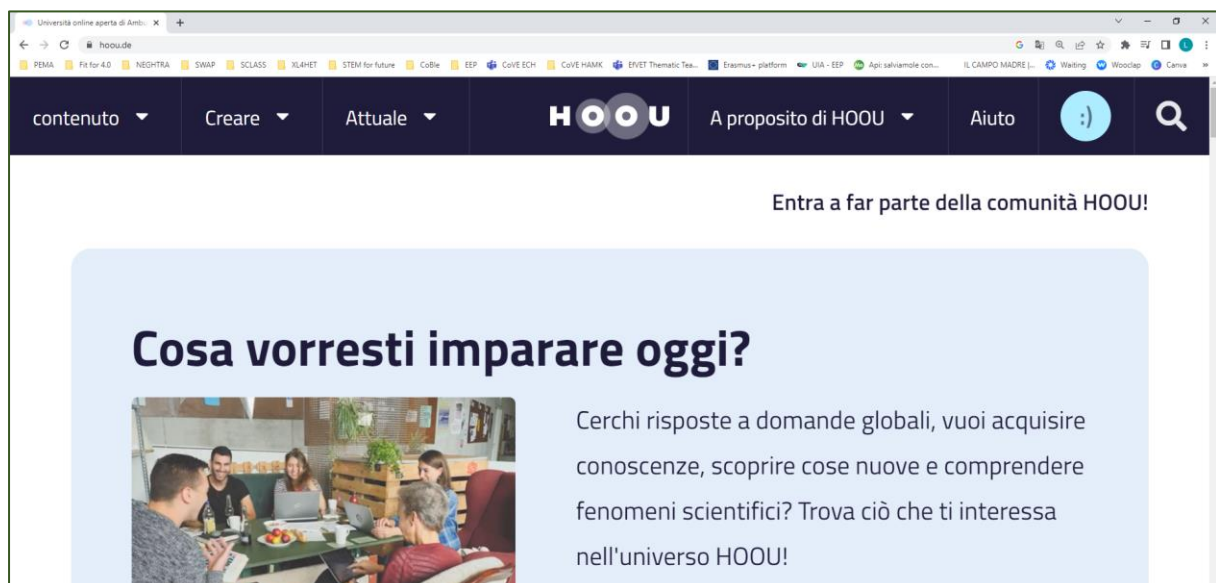 Università online aperta di Ambu
hoou.de
PEMA Fit for 4.0 NEGHTRA SWAP SCLASS XL4HET STEM for future CoBle EEP CoVE ECH CoVE HAMK EfVET Thematic Tea... Erasmus+ platform UIA - EEP Api: salviamole con... IL CAMPO MADRE |... Waiting Wooclap Canva »
contenuto Creare Attuale HOOU A proposito di HOOU Aiuto :)
Entra a far parte della comunità HOOU!
Cosa vorresti imparare oggi?
Cerchi risposte a domande globali, vuoi acquisire
conoscenze, scoprire cose nuove e comprendere
fenomeni scientifici? Trova ciò che ti interessa
nell'universo HOOU!